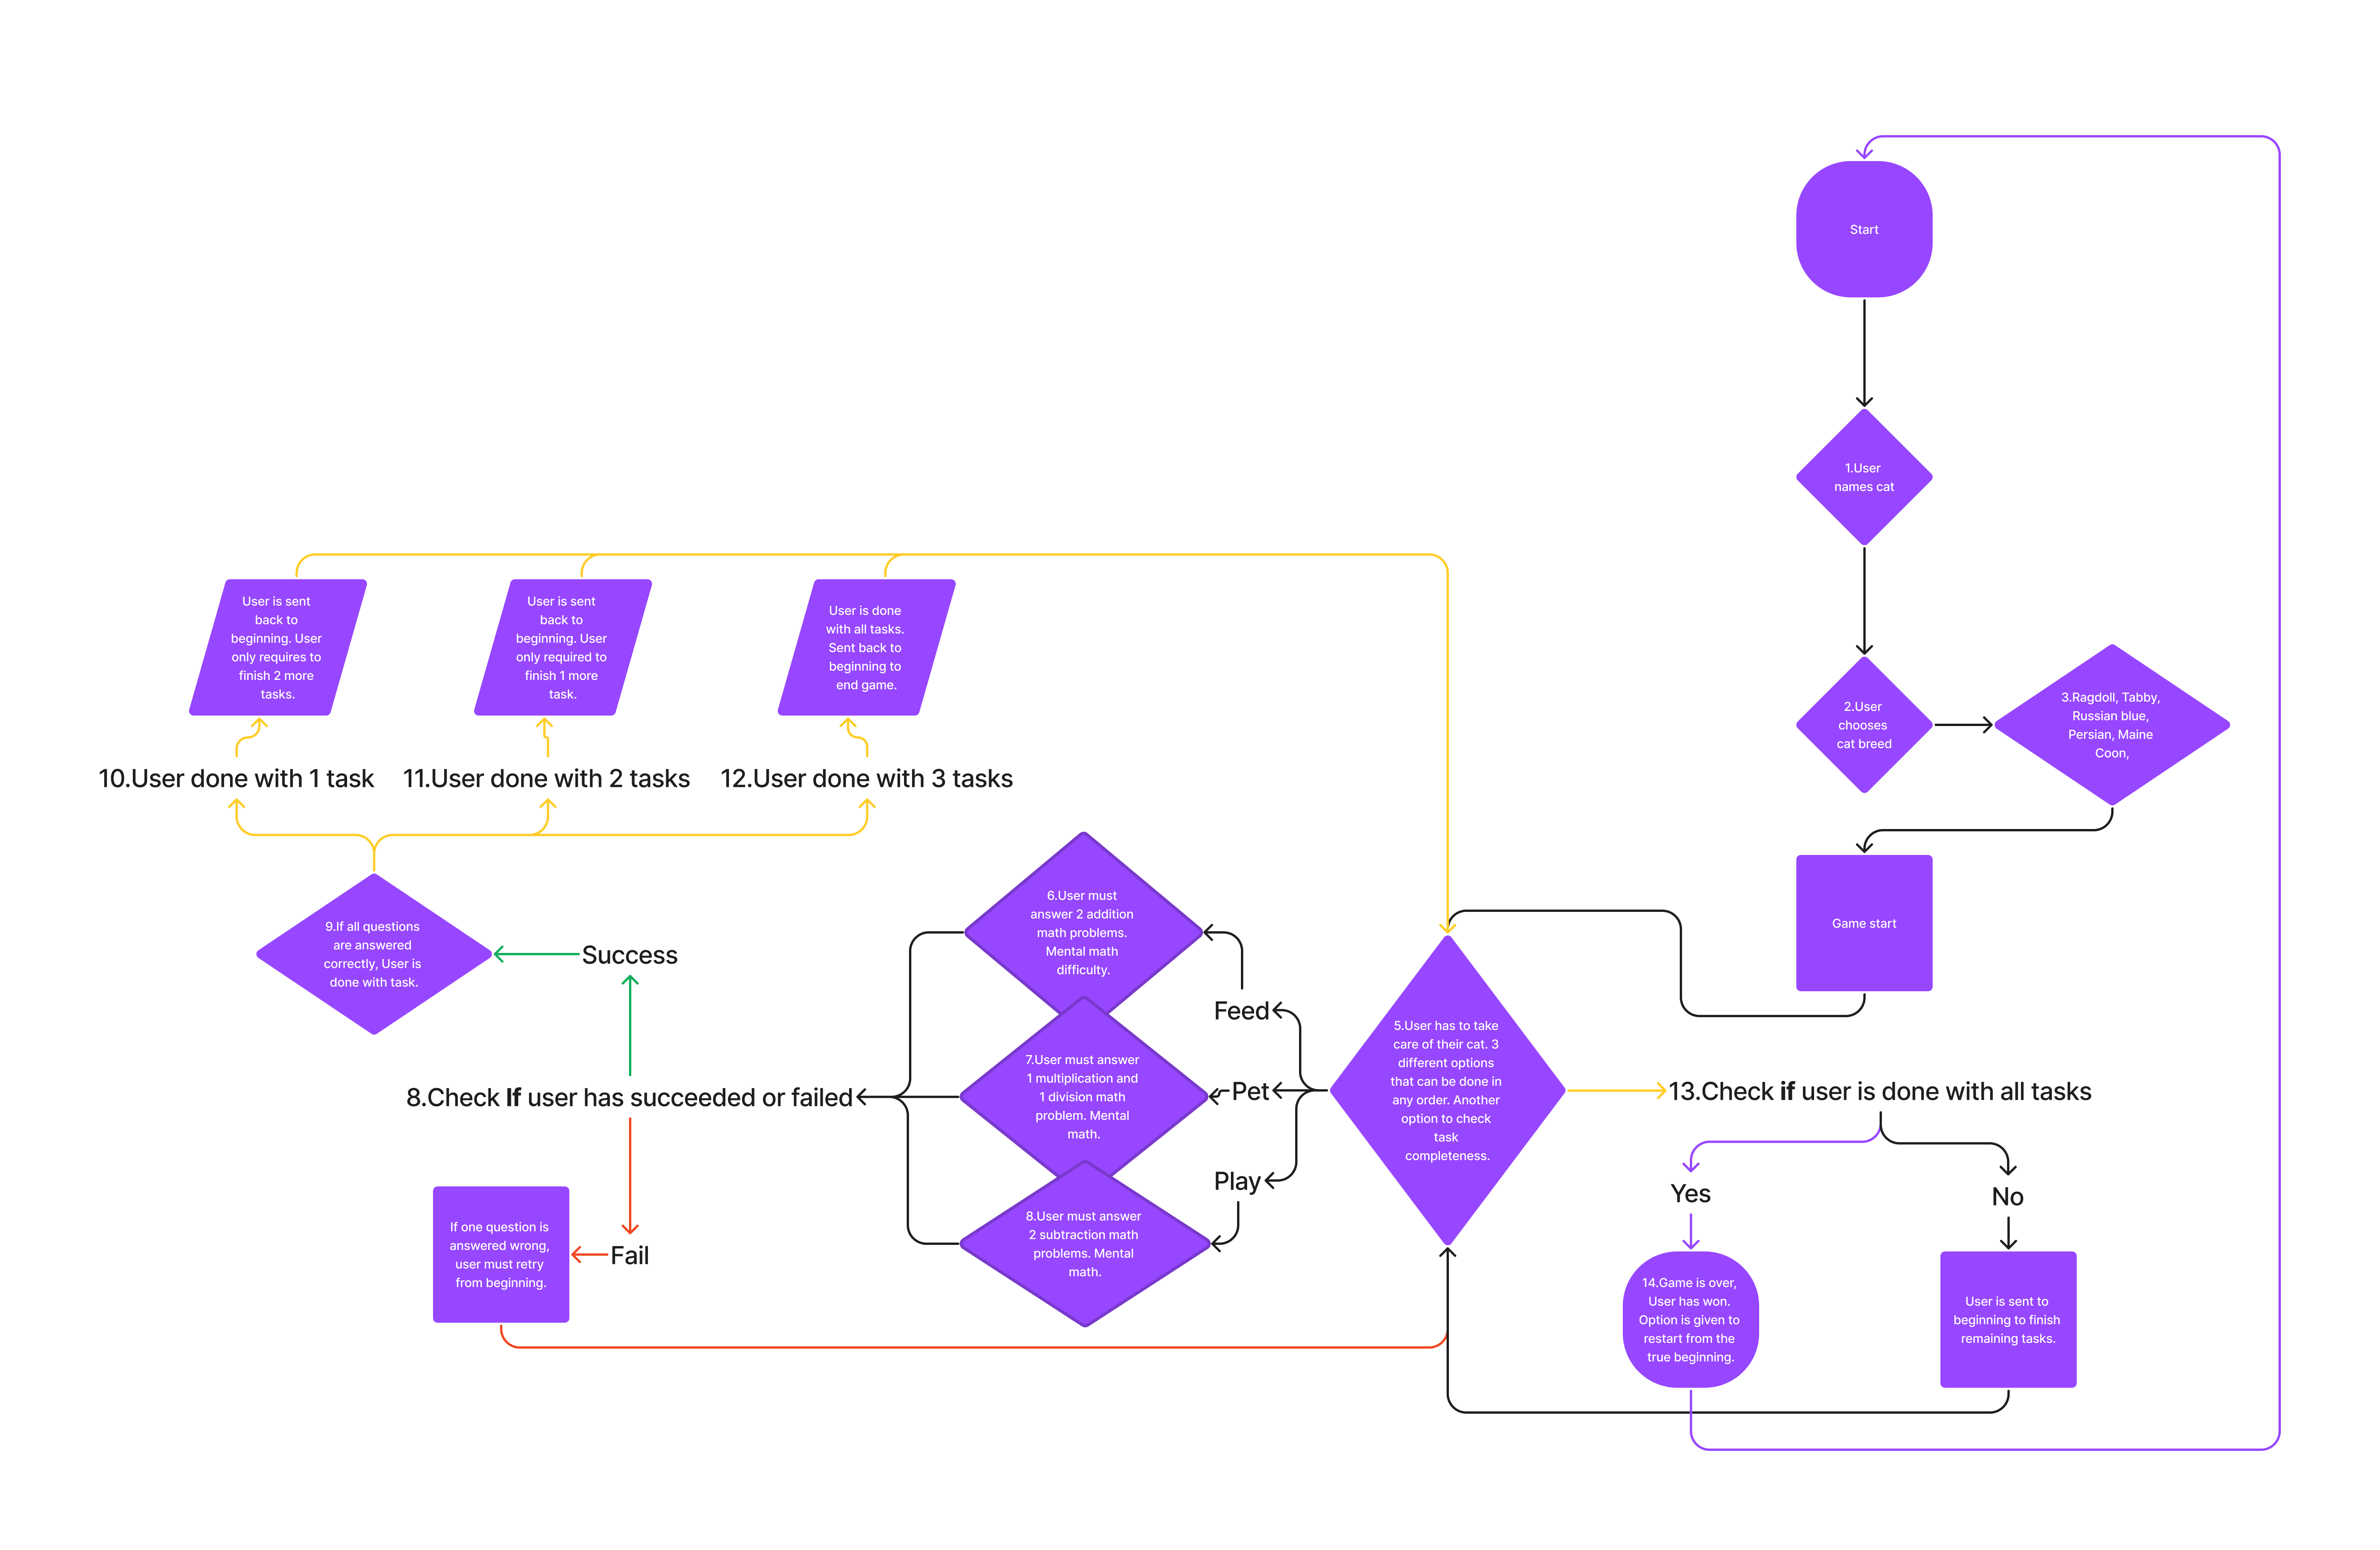 Start
1.User
names cat
2.User
chooses
cat breed
3.Ragdoll, Tabby,
Russian blue,
Persian, Maine
Coon,
Game start
5.User has to take
care of their cat. 3
different options
that can be done in
any order. Another
option to check
task
completeness.
Feed
Pet
Play
6.User must
answer 2 addition
math problems.
Mental math
difficulty.
7.User must answer
1 multiplication and
1 division math
problem. Mental
math.
8.User must answer
2 subtraction math
problems. Mental
math.
8.Check If user has succeeded or failed
Success
Fail
If one question is
answered wrong,
user must retry
from beginning.
9.If all questions
are answered
correctly, User is
done with task.
10.User done with 1 task
11.User done with 2 tasks
12.User done with 3 tasks
User is sent
back to
beginning. User
only requires to
finish 2 more
tasks.
User is sent
back to
beginning. User
only required to
finish 1 more
task.
User is done
with all tasks.
Sent back to
beginning to
end game.
13.Check if user is done with all tasks
Yes
No
14.Game is over,
User has won.
Option is given to
restart from the
true beginning.
User is sent to
beginning to finish
remaining tasks.